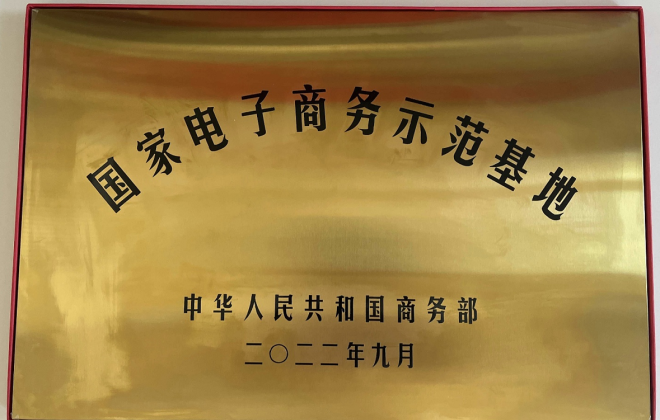 国家电子商务示范基地
中华人民共和国商务部
二〇二二年九月